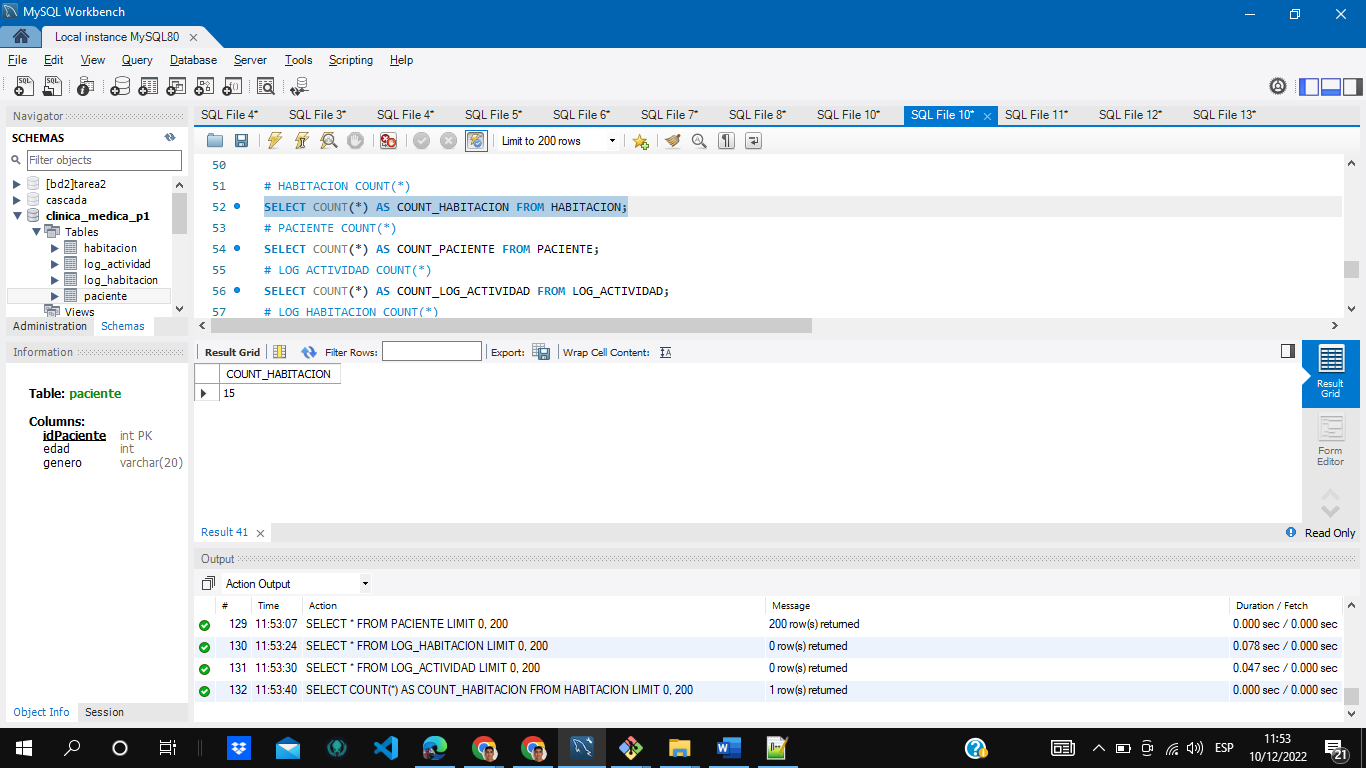 MySQL Workbench
Local instance MySQL80
File Edit View Query Database Server Tools Scripting Help
Navigator
SCHEMAS
Filter objects
[bd2]tarea2
cascada
clinica_medica_p1
Tables
habitacion
log_actividad
log_habitacion
paciente
Views
Administration Schemas
Information
Table: paciente
Columns:
idPaciente int PK
edad int
genero varchar(20)
Object Info Session
SQL File 4* SQL File 3* SQL File 4* SQL File 5* SQL File 6* SQL File 7* SQL File 8* SQL File 10* SQL File 10* SQL File 11* SQL File 12* SQL File 13*
Limit to 200 rows
50
51 # HABITACION COUNT(*)
52 SELECT COUNT(*) AS COUNT_HABITACION FROM HABITACION;
53 # PACIENTE COUNT(*)
54 SELECT COUNT(*) AS COUNT_PACIENTE FROM PACIENTE;
55 # LOG ACTIVIDAD COUNT(*)
56 SELECT COUNT(*) AS COUNT_LOG_ACTIVIDAD FROM LOG_ACTIVIDAD;
57 # LOG HABITACION COUNT(*)
Result Grid Filter Rows: Export: Wrap Cell Content:
COUNT_HABITACION
15
Result Grid
Form Editor
Result 41
Read Only
Output
Action Output
# Time Action Message Duration / Fetch
129 11:53:07 SELECT * FROM PACIENTE LIMIT 0, 200 200 row(s) returned 0.000 sec / 0.000 sec
130 11:53:24 SELECT * FROM LOG_HABITACION LIMIT 0, 200 0 row(s) returned 0.078 sec / 0.000 sec
131 11:53:30 SELECT * FROM LOG_ACTIVIDAD LIMIT 0, 200 0 row(s) returned 0.047 sec / 0.000 sec
132 11:53:40 SELECT COUNT(*) AS COUNT_HABITACION FROM HABITACION LIMIT 0, 200 1 row(s) returned 0.000 sec / 0.000 sec
ESP
11:53
10/12/2022
21